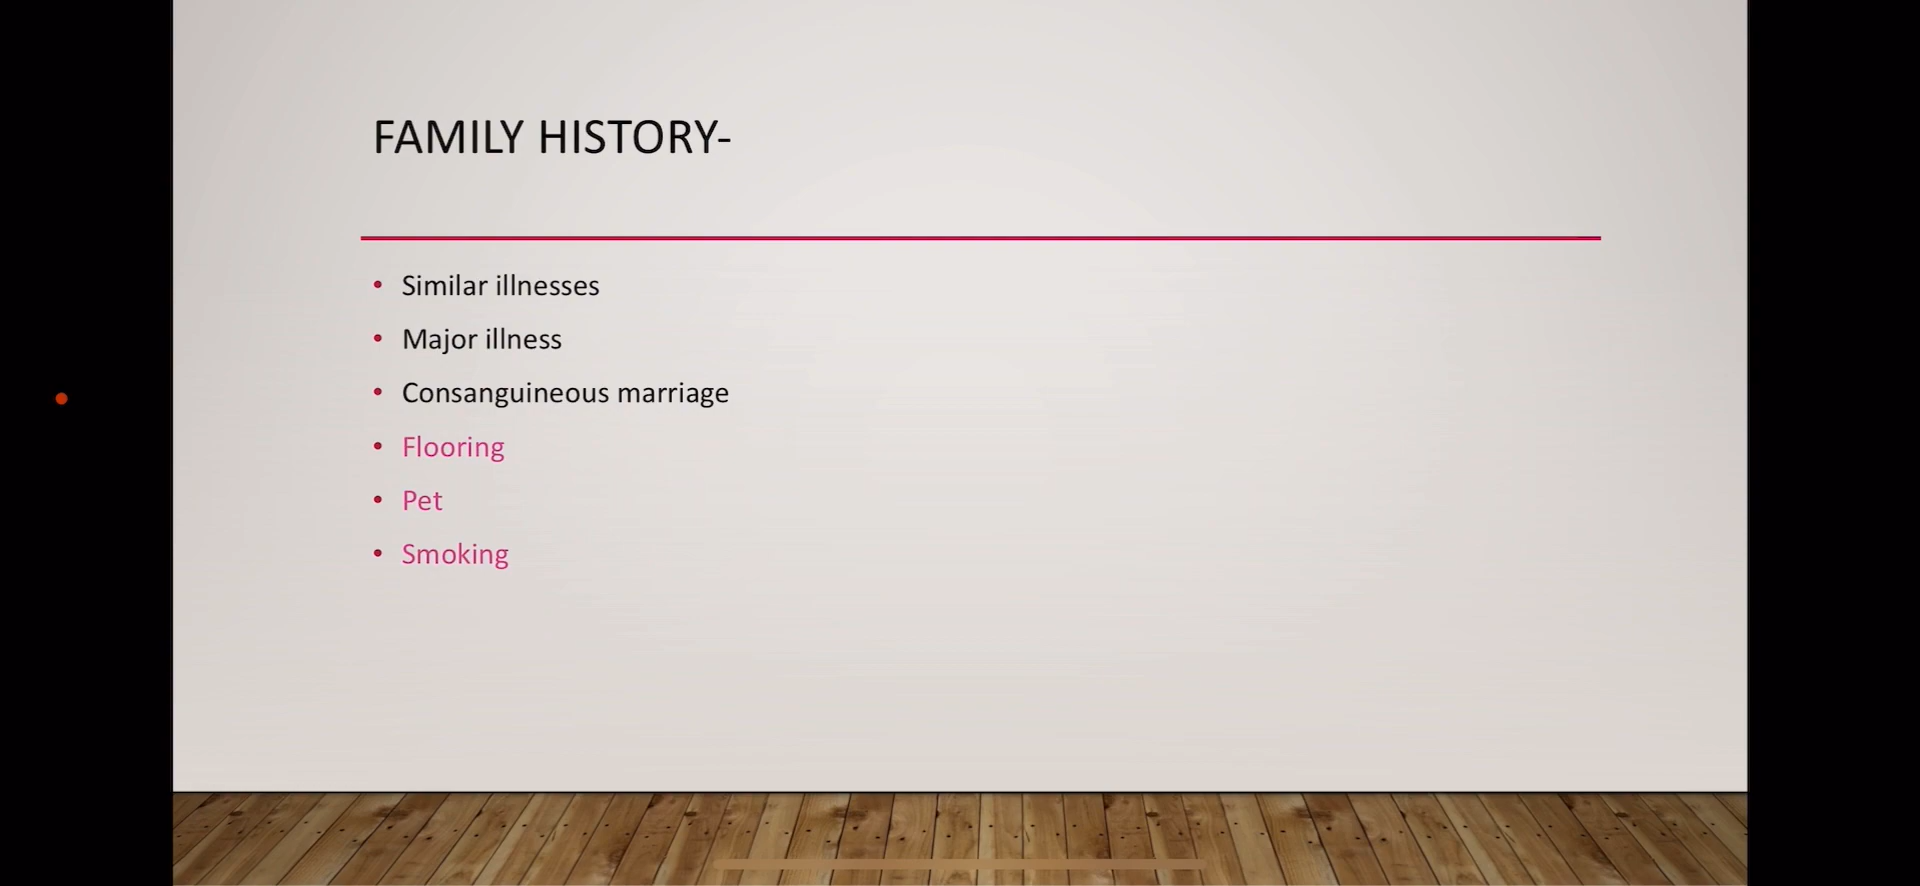 FAMILY HISTORY-
• Similar illnesses
• Major illness
• Consanguineous marriage
• Flooring
• Pet
• Smoking